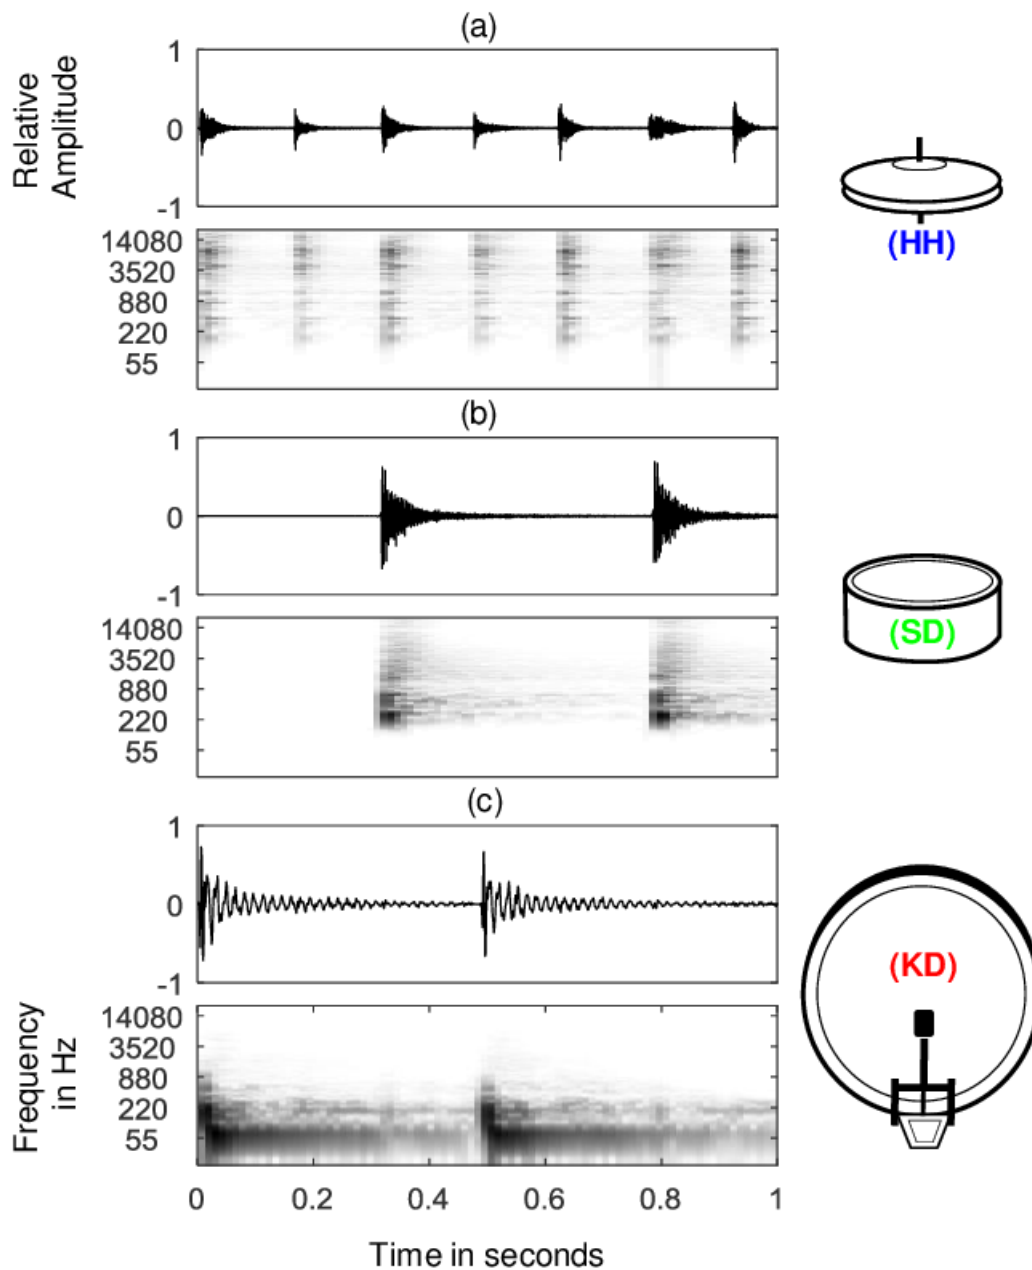 (a)
Relative
Amplitude
1
0
-1
14080
3520
880
220
55
(HH)
(b)
1
0
-1
14080
3520
880
220
55
(SD)
(c)
1
0
-1
Frequency
in Hz
14080
3520
880
220
55
(KD)
0 0.2 0.4 0.6 0.8 1
Time in seconds